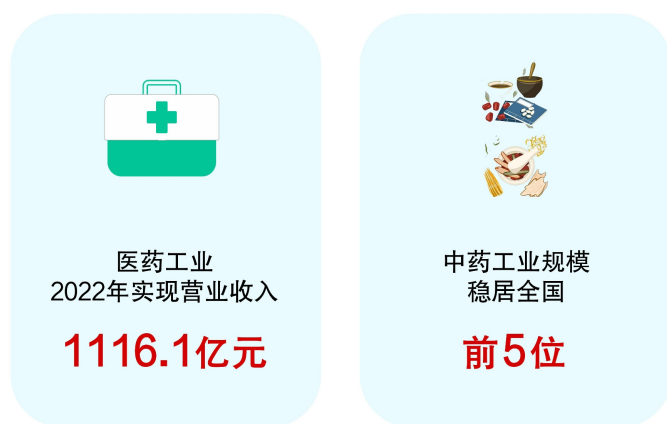 医药工业
2022年实现营业收入
1116.1亿元
中药工业规模
稳居全国
前5位